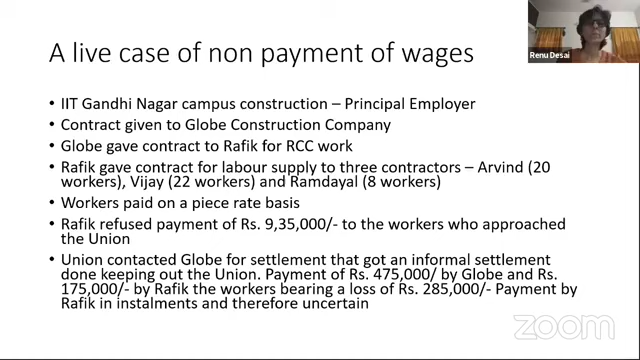 Renu Desai
A live case of non payment of wages
• IIT Gandhi Nagar campus construction – Principal Employer
• Contract given to Globe Construction Company
• Globe gave contract to Rafik for RCC work
• Rafik gave contract for labour supply to three contractors – Arvind (20
workers), Vijay (22 workers) and Ramdayal (8 workers)
• Workers paid on a piece rate basis
• Rafik refused payment of Rs. 9,35,000/- to the workers who approached
the Union
• Union contacted Globe for settlement that got an informal settlement
done keeping out the Union. Payment of Rs. 475,000/ by Globe and Rs.
175,000/- by Rafik the workers bearing a loss of Rs. 285,000/- Payment by
Rafik in instalments and therefore uncertain
zoom